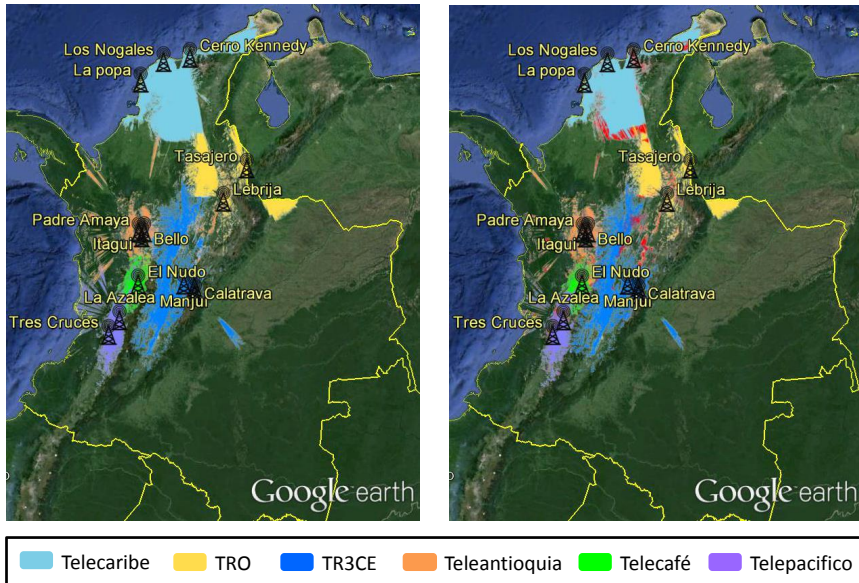 Los Nogales
Cerro Kennedy
La popa
Tasajero
Lebrija
Padre Amaya
Itagui
Bello
El Nudo
La Azalea
Manjui
Calatrava
Tres Cruces
Google earth
Los Nogales
Cerro Kennedy
La popa
Tasajero
Lebrija
Padre Amaya
Itagui
Bello
El Nudo
La Azalea
Manjui
Calatrava
Tres Cruces
Google earth
Telecaribe TRO TR3CE Teleantioquia Telecafé Telepacifico